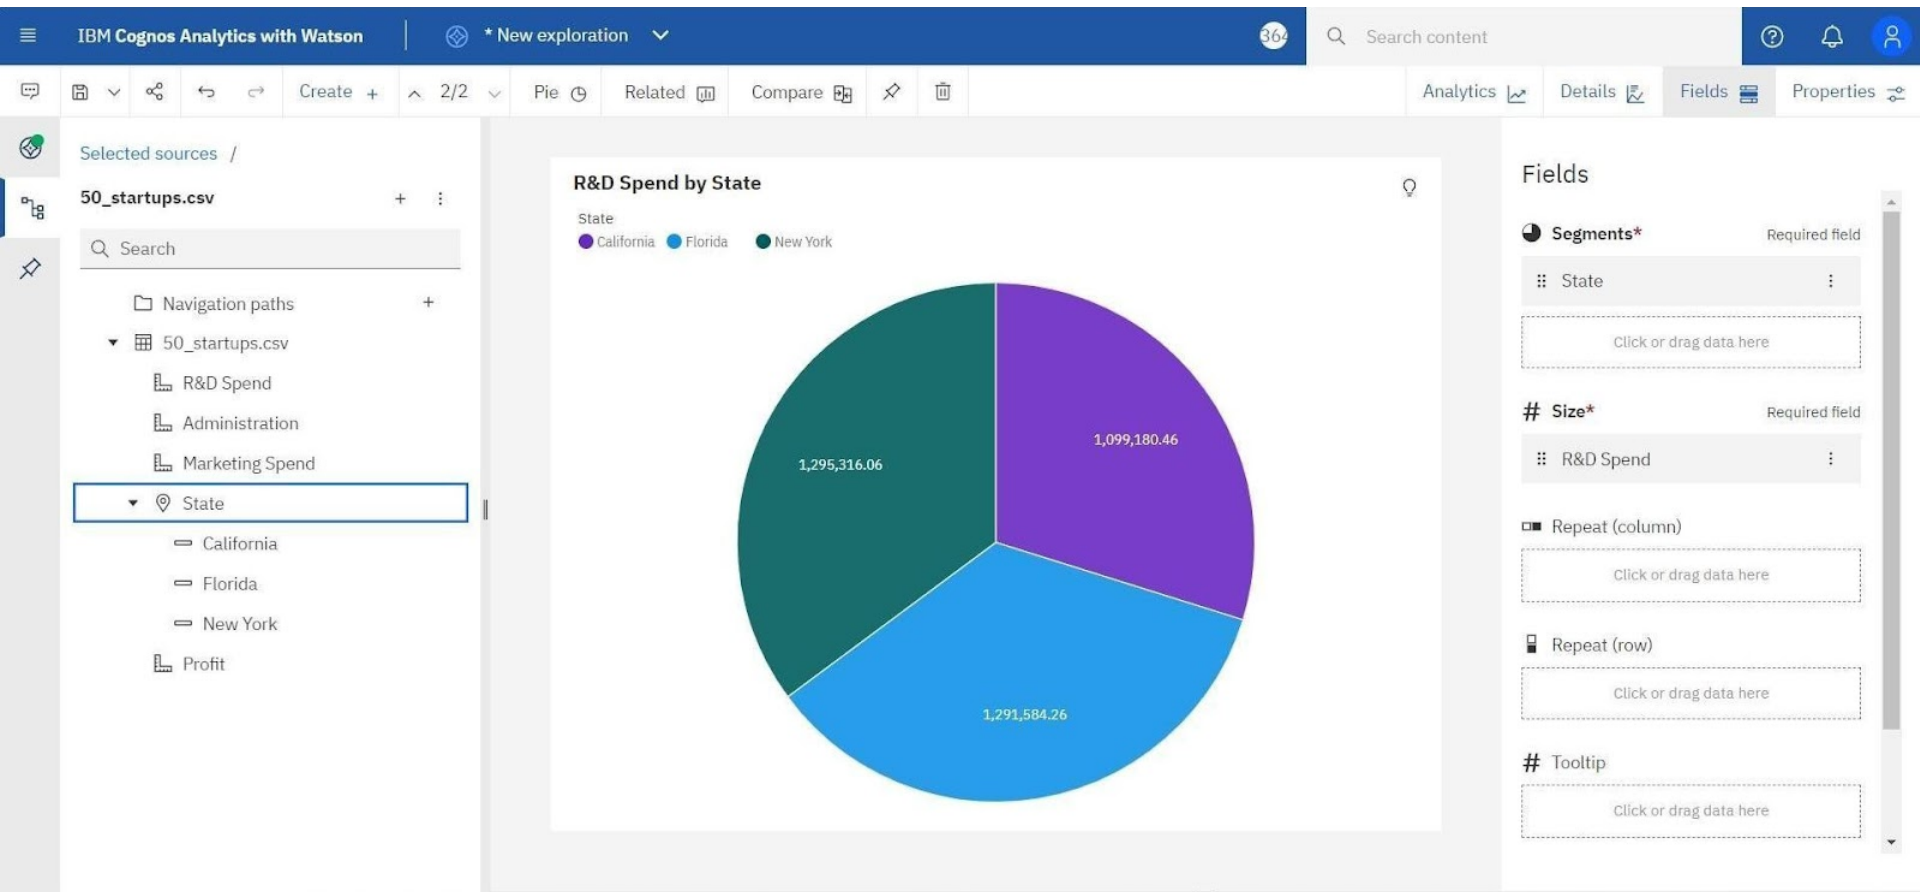 IBM Cognos Analytics with Watson
* New exploration
364
Search content
Create +
2/2
Pie
Related
Compare
Analytics
Details
Fields
Properties
Selected sources /
50_startups.csv
Search
Navigation paths
50_startups.csv
R&D Spend
Administration
Marketing Spend
State
California
Florida
New York
Profit
R&D Spend by State
State
California Florida New York
1,099,180.46
1,295,316.06
1,291,584.26
Fields
Segments* Required field
State
Click or drag data here
# Size* Required field
R&D Spend
Repeat (column)
Click or drag data here
Repeat (row)
Click or drag data here
# Tooltip
Click or drag data here